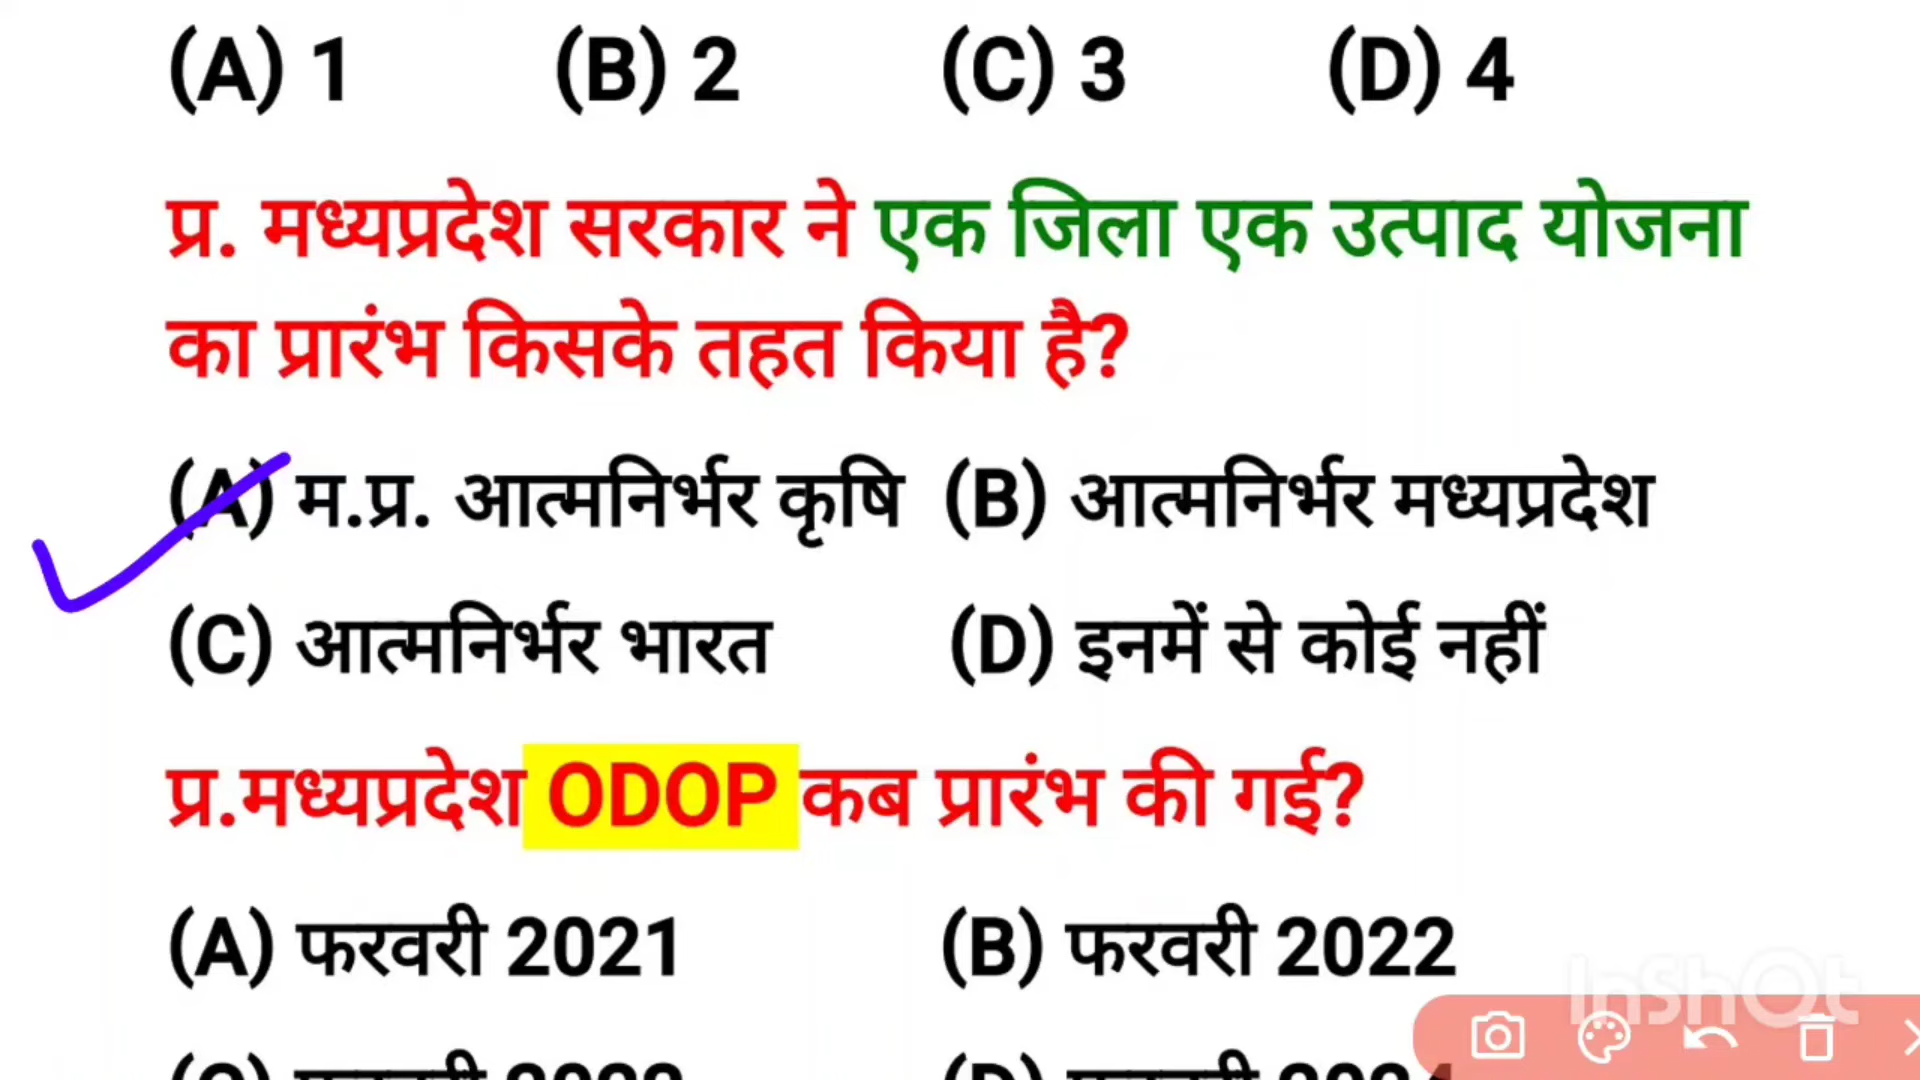 (A) 1 (B) 2 (C) 3 (D) 4
प्र. मध्यप्रदेश सरकार ने एक जिला एक उत्पाद योजना
का प्रारंभ किसके तहत किया है?
(A) म.प्र. आत्मनिर्भर कृषि (B) आत्मनिर्भर मध्यप्रदेश
(C) आत्मनिर्भर भारत (D) इनमें से कोई नहीं
प्र.मध्यप्रदेश ODOP कब प्रारंभ की गई?
(A) फरवरी 2021 (B) फरवरी 2022
InShOt